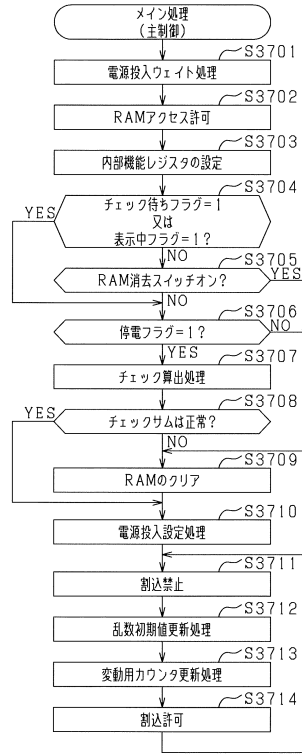 メイン処理
(主制御)
S3701
電源投入ウェイト処理
S3702
RAMアクセス許可
S3703
内部機能レジスタの設定
S3704
チェック待ちフラグ=1
又は
表示中フラグ=1?
YES
NO
S3705
RAM消去スイッチオン?
YES
NO
S3706
停電フラグ=1?
NO
YES
S3707
チェック算出処理
S3708
チェックサムは正常?
YES
NO
S3709
RAMのクリア
S3710
電源投入設定処理
S3711
割込禁止
S3712
乱数初期値更新処理
S3713
変動用カウンタ更新処理
S3714
割込許可